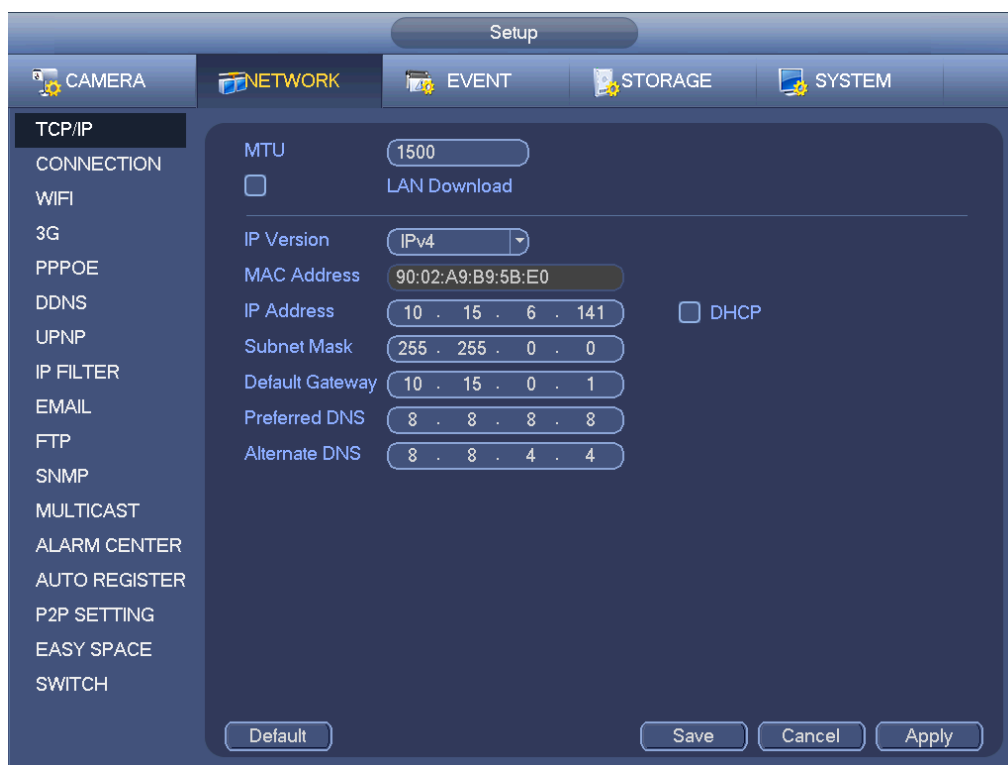 Setup
CAMERA NETWORK EVENT STORAGE SYSTEM
TCP/IP
CONNECTION
WIFI
3G
PPPOE
DDNS
UPNP
IP FILTER
EMAIL
FTP
SNMP
MULTICAST
ALARM CENTER
AUTO REGISTER
P2P SETTING
EASY SPACE
SWITCH
MTU 1500
LAN Download
IP Version IPv4
MAC Address 90:02:A9:B9:5B:E0
IP Address 10 . 15 . 6 . 141 DHCP
Subnet Mask 255 . 255 . 0 . 0
Default Gateway 10 . 15 . 0 . 1
Preferred DNS 8 . 8 . 8 . 8
Alternate DNS 8 . 8 . 4 . 4
Default Save Cancel Apply